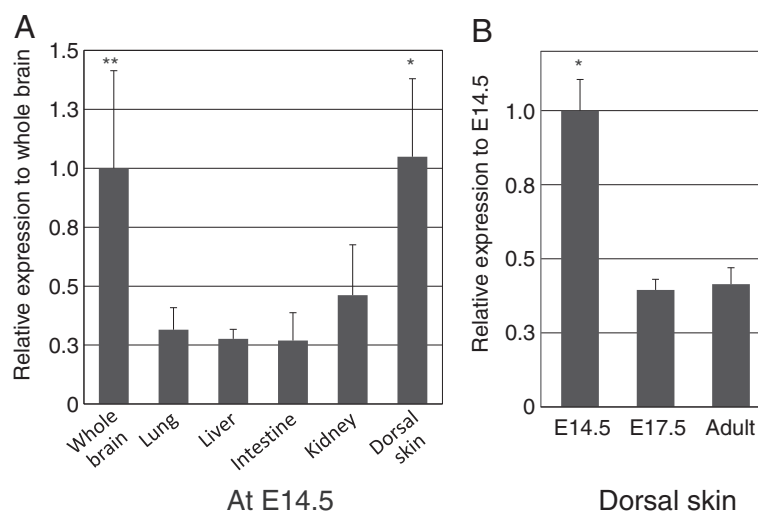 A
Relative expression to whole brain
1.5
1.3
1.0
0.8
0.5
0.3
0
**
*
Whole
brain
Lung
Liver
Intestine
Kidney
Dorsal
skin
At E14.5
B
Relative expression to E14.5
1.0
0.8
0.5
0.3
0
*
E14.5
E17.5
Adult
Dorsal skin